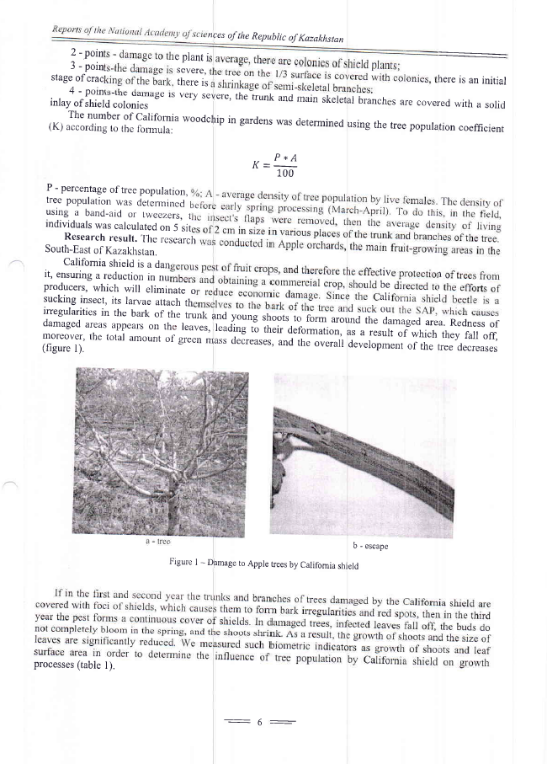 Reports of the National Academy of sciences of the Republic of Kazakhstan
2 - points - damage to the plant is average, there are colonies of shield plants;
3 - points-the damage is severe, the tree on the 1/3 surface is covered with colonies, there is an initial
stage of cracking of the bark, there is a shrinkage of semi-skeletal branches;
4 - points-the damage is very severe, the trunk and main skeletal branches are covered with a solid
inlay of shield colonies
The number of California woodchip in gardens was determined using the tree population coefficient
(K) according to the formula:
K = P * A / 100
P - percentage of tree population, %; A - average density of tree population by live females. The density of
tree population was determined before early spring processing (March-April). To do this, in the field,
using a band-aid or tweezers, the insect's flaps were removed, then the average density of living
individuals was calculated on 5 sites of 2 cm in size in various places of the trunk and branches of the tree.
Research result. The research was conducted in Apple orchards, the main fruit-growing areas in the
South-East of Kazakhstan.
California shield is a dangerous pest of fruit crops, and therefore the effective protection of trees from
it, ensuring a reduction in numbers and obtaining a commercial crop, should be directed to the efforts of
producers, which will eliminate or reduce economic damage. Since the California shield beetle is a
sucking insect, its larvae attach themselves to the bark of the tree and suck out the SAP, which causes
irregularities in the bark of the trunk and young shoots to form around the damaged area. Redness of
damaged areas appears on the leaves, leading to their deformation, as a result of which they fall off,
moreover, the total amount of green mass decreases, and the overall development of the tree decreases
(figure 1).
a - tree
b - escape
Figure 1 – Damage to Apple trees by California shield
If in the first and second year the trunks and branches of trees damaged by the California shield are
covered with foci of shields, which causes them to form bark irregularities and red spots, then in the third
year the pest forms a continuous cover of shields. In damaged trees, infected leaves fall off, the buds do
not completely bloom in the spring, and the shoots shrink. As a result, the growth of shoots and the size of
leaves are significantly reduced. We measured such biometric indicators as growth of shoots and leaf
surface area in order to determine the influence of tree population by California shield on growth
processes (table 1).
6